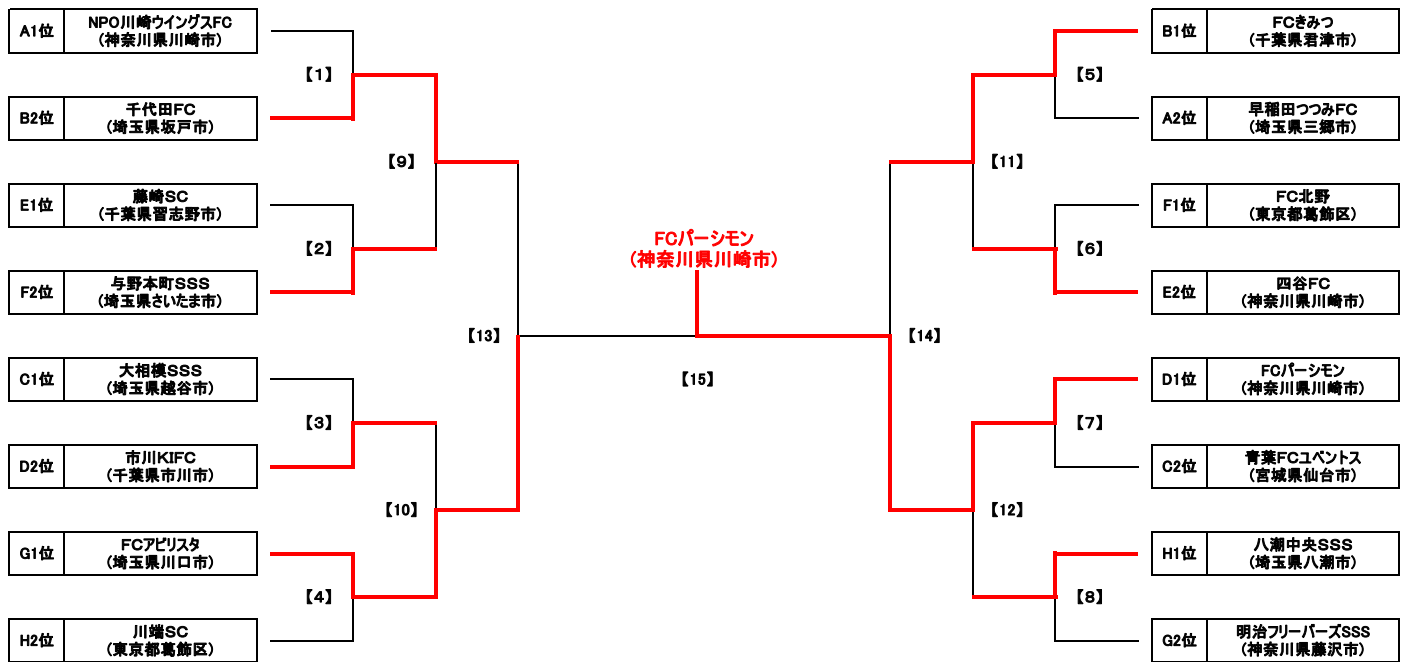 A1位
NPO川崎ウイングスFC
(神奈川県川崎市)
【1】
B2位
千代田FC
(埼玉県坂戸市)
【9】
E1位
藤崎SC
(千葉県習志野市)
【2】
F2位
与野本町SSS
(埼玉県さいたま市)
【13】
C1位
大相模SSS
(埼玉県越谷市)
【3】
D2位
市川KIFC
(千葉県市川市)
【10】
G1位
FCアビリスタ
(埼玉県川口市)
【4】
H2位
川端SC
(東京都葛飾区)
FCパーシモン
(神奈川県川崎市)
【15】
B1位
FCきみつ
(千葉県君津市)
【5】
A2位
早稲田つつみFC
(埼玉県三郷市)
【11】
F1位
FC北野
(東京都葛飾区)
【6】
E2位
四谷FC
(神奈川県川崎市)
【14】
D1位
FCパーシモン
(神奈川県川崎市)
【7】
C2位
青葉FCユベントス
(宮城県仙台市)
【12】
H1位
八潮中央SSS
(埼玉県八潮市)
【8】
G2位
明治フリーバーズSSS
(神奈川県藤沢市)